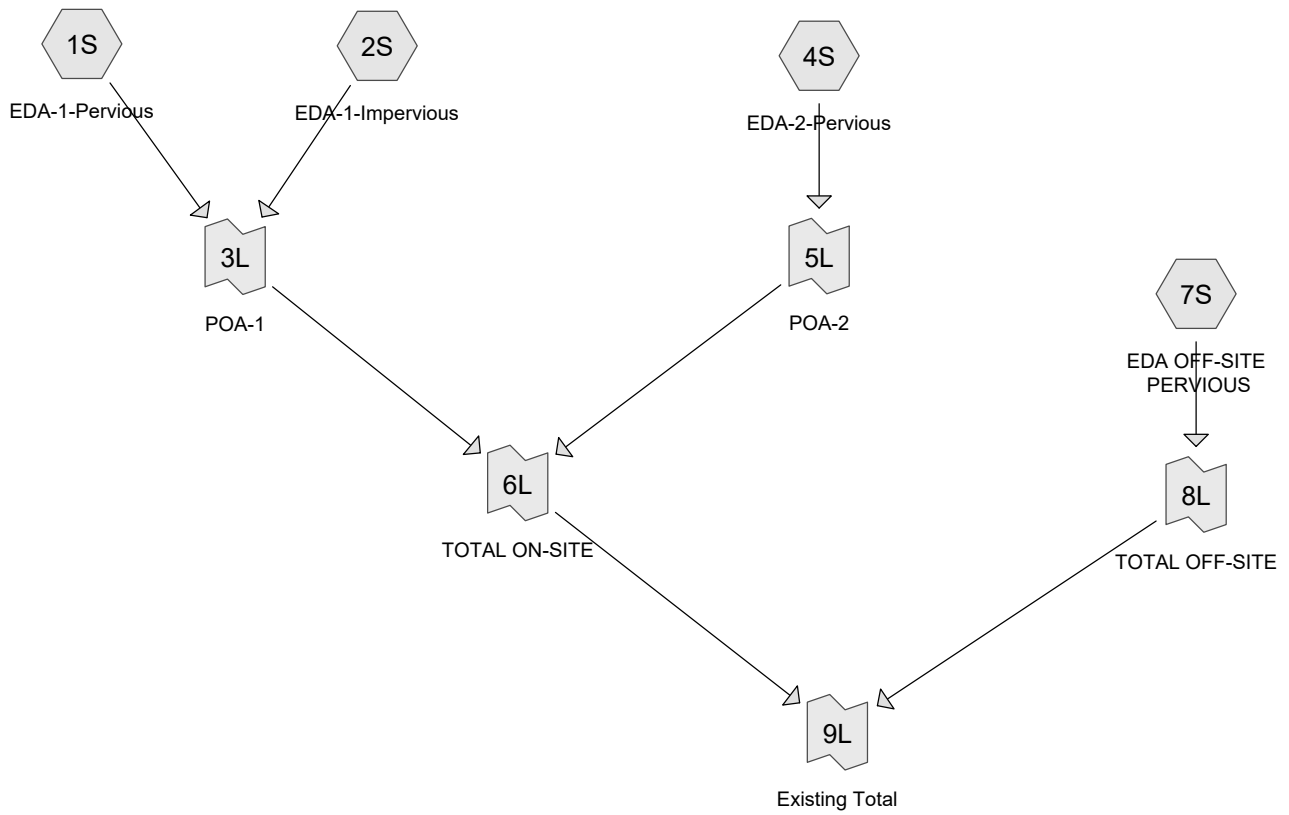 1S
EDA-1-Pervious
2S
EDA-1-Impervious
4S
EDA-2-Pervious
3L
POA-1
5L
POA-2
7S
EDA OFF-SITE
PERVIOUS
6L
TOTAL ON-SITE
8L
TOTAL OFF-SITE
9L
Existing Total